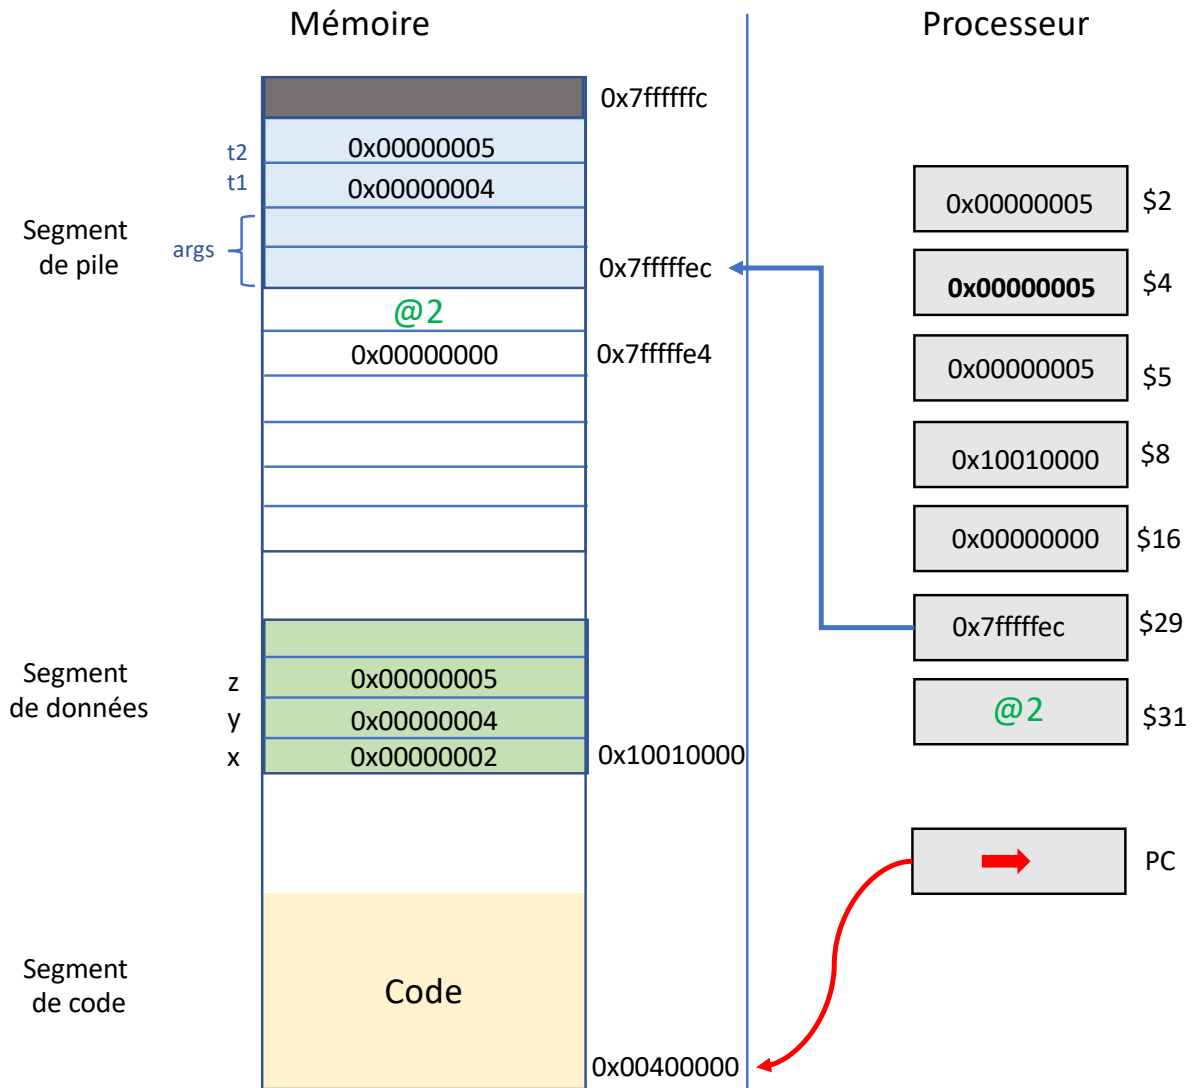 Mémoire
Processeur
0x7ffffffc
t2
0x00000005
t1
0x00000004
Segment
de pile
args
0x7fffffec
@2
0x00000000
0x7fffffe4
0x00000005
$2
0x00000005
$4
0x00000005
$5
0x10010000
$8
0x00000000
$16
0x7fffffec
$29
@2
$31
Segment
de données
z
0x00000005
y
0x00000004
x
0x00000002
0x10010000
PC
Segment
de code
Code
0x00400000